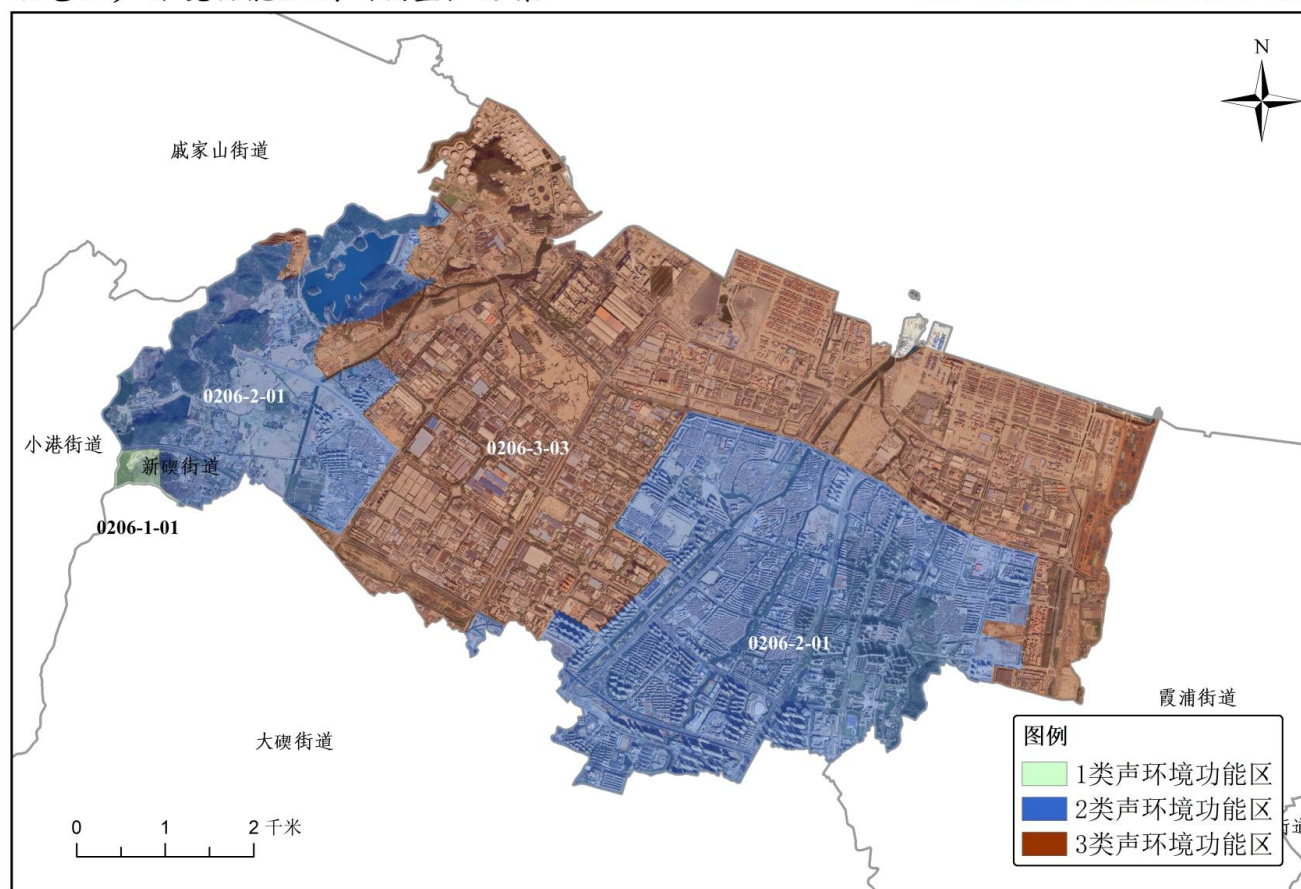 N
戚家山街道
0206-2-01
小港街道
新碶街道
0206-3-03
0206-1-01
0206-2-01
霞浦街道
大碶街道
图例
1类声环境功能区
2类声环境功能区
3类声环境功能区
0 1 2 千米
街道